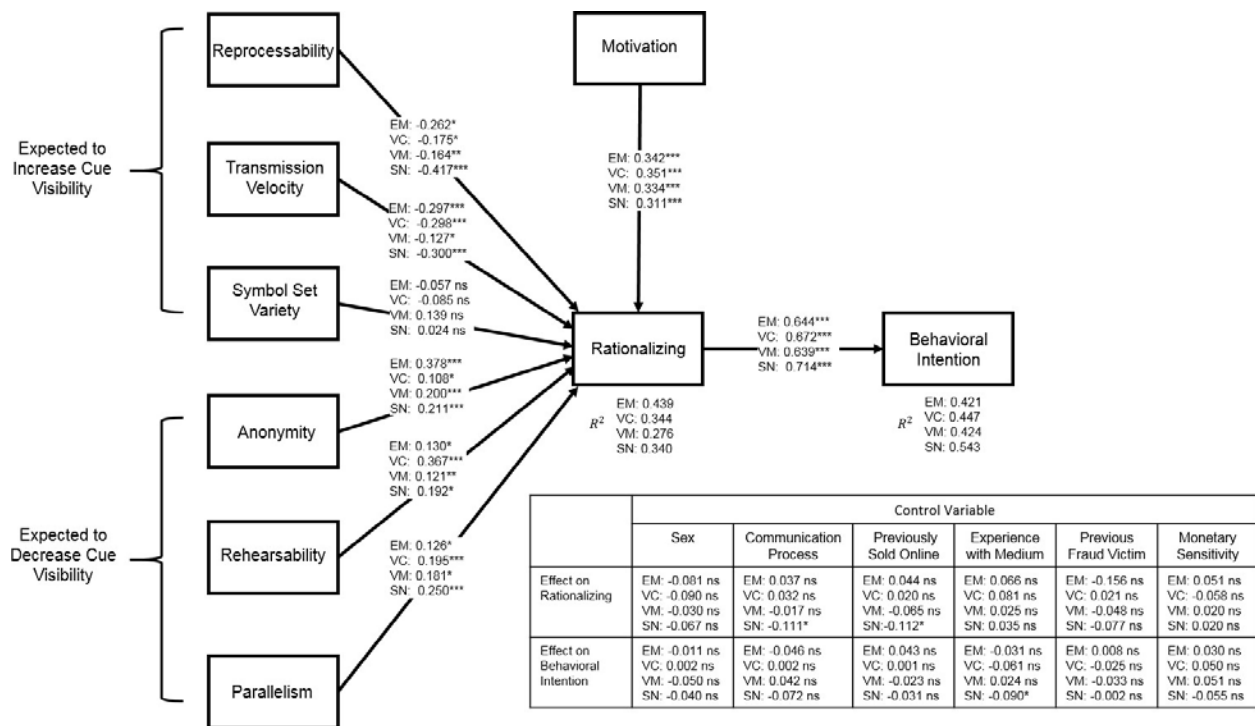 Reprocessability
Motivation
Expected to
Increase Cue
Visibility
EM: -0.262*
VC: -0.175*
VM: -0.164**
SN: -0.417***
Transmission
Velocity
EM: 0.342***
VC: 0.351***
VM: 0.334***
SN: 0.311***
EM: -0.297***
VC: -0.298***
VM: -0.127*
SN: -0.300***
Symbol Set
Variety
EM: -0.057 ns
VC: -0.085 ns
VM: 0.139 ns
SN: 0.024 ns
Rationalizing
EM: 0.644***
VC: 0.672***
VM: 0.639***
SN: 0.714***
Behavioral
Intention
EM: 0.378***
VC: 0.108*
VM: 0.200***
SN: 0.211***
R²
EM: 0.439
VC: 0.344
VM: 0.276
SN: 0.340
R²
EM: 0.421
VC: 0.447
VM: 0.424
SN: 0.543
Anonymity
EM: 0.130*
VC: 0.367***
VM: 0.121**
SN: 0.192*
Expected to
Decrease Cue
Visibility
Rehearsability
EM: 0.126*
VC: 0.195***
VM: 0.181*
SN: 0.250***
Parallelism
Control Variable
Sex
Communication
Process
Previously
Sold Online
Experience
with Medium
Previous
Fraud Victim
Monetary
Sensitivity
Effect on
Rationalizing
EM: -0.081 ns
VC: -0.090 ns
VM: -0.030 ns
SN: -0.067 ns
EM: 0.037 ns
VC: 0.032 ns
VM: -0.017 ns
SN: -0.111*
EM: 0.044 ns
VC: 0.020 ns
VM: -0.065 ns
SN:-0.112*
EM: 0.066 ns
VC: 0.081 ns
VM: 0.025 ns
SN: 0.035 ns
EM: -0.156 ns
VC: 0.021 ns
VM: -0.048 ns
SN: -0.077 ns
EM: 0.051 ns
VC: -0.058 ns
VM: 0.020 ns
SN: 0.020 ns
Effect on
Behavioral
Intention
EM: -0.011 ns
VC: 0.002 ns
VM: -0.050 ns
SN: -0.040 ns
EM: -0.046 ns
VC: 0.002 ns
VM: 0.042 ns
SN: -0.072 ns
EM: 0.043 ns
VC: 0.001 ns
VM: -0.023 ns
SN: -0.031 ns
EM: -0.031 ns
VC: -0.061 ns
VM: 0.024 ns
SN: -0.090*
EM: 0.008 ns
VC: -0.025 ns
VM: -0.033 ns
SN: -0.002 ns
EM: 0.030 ns
VC: 0.050 ns
VM: 0.051 ns
SN: -0.055 ns